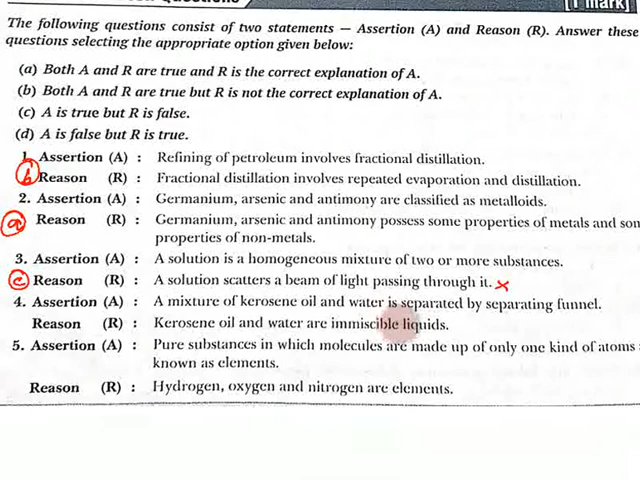 [1 mark]
The following questions consist of two statements — Assertion (A) and Reason (R). Answer these
questions selecting the appropriate option given below:
(a) Both A and R are true and R is the correct explanation of A.
(b) Both A and R are true but R is not the correct explanation of A.
(c) A is true but R is false.
(d) A is false but R is true.
1. Assertion (A) : Refining of petroleum involves fractional distillation.
b Reason (R) : Fractional distillation involves repeated evaporation and distillation.
2. Assertion (A) : Germanium, arsenic and antimony are classified as metalloids.
a Reason (R) : Germanium, arsenic and antimony possess some properties of metals and som
properties of non-metals.
3. Assertion (A) : A solution is a homogeneous mixture of two or more substances.
c Reason (R) : A solution scatters a beam of light passing through it. x
4. Assertion (A) : A mixture of kerosene oil and water is separated by separating funnel.
Reason (R) : Kerosene oil and water are immiscible liquids.
5. Assertion (A) : Pure substances in which molecules are made up of only one kind of atoms
known as elements.
Reason (R) : Hydrogen, oxygen and nitrogen are elements.